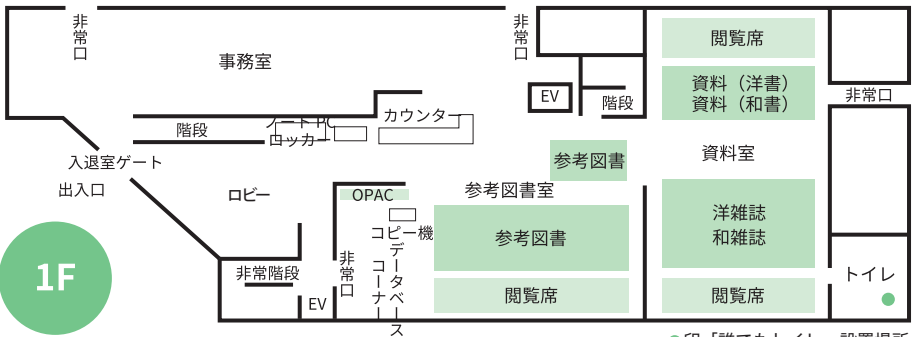 非常口
非常口
事務室
閲覧席
資料（洋書）
資料（和書）
EV
階段
非常口
カウンター
ノートPC
ロッカー
階段
入退室ゲート
出入口
ロビー
参考図書
資料室
参考図書室
OPAC
コピー機
データベース
コーナー
参考図書
洋雑誌
和雑誌
1F
非常階段
非常口
EV
閲覧席
閲覧席
トイレ